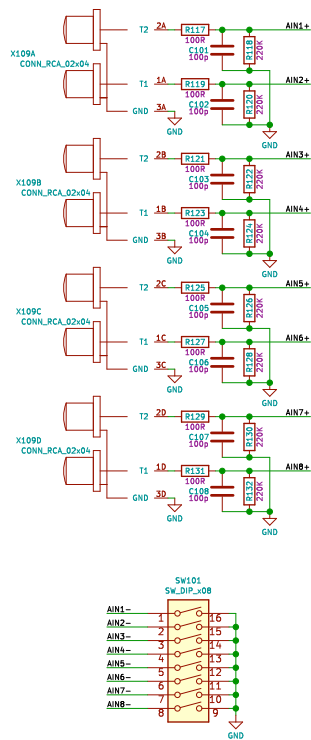 T2 2A R117 AIN1+
100R
X109A
CONN_RCA_02x04
C101
100p
R118
220K
T1 1A R119 AIN2+
100R
C102
100p
R120
220K
GND 3A
GND
GND
T2 2B R121 AIN3+
100R
X109B
CONN_RCA_02x04
C103
100p
R122
220K
T1 1B R123 AIN4+
100R
C104
100p
R124
220K
GND 3B
GND
GND
T2 2C R125 AIN5+
100R
X109C
CONN_RCA_02x04
C105
100p
R126
220K
T1 1C R127 AIN6+
100R
C106
100p
R128
220K
GND 3C
GND
GND
T2 2D R129 AIN7+
100R
X109D
CONN_RCA_02x04
C107
100p
R130
220K
T1 1D R131 AIN8+
100R
C108
100p
R132
220K
GND 3D
GND
GND
SW101
SW_DIP_x08
AIN1- 1 16
AIN2- 2 15
AIN3- 3 14
AIN4- 4 13
AIN5- 5 12
AIN6- 6 11
AIN7- 7 10
AIN8- 8 9
GND